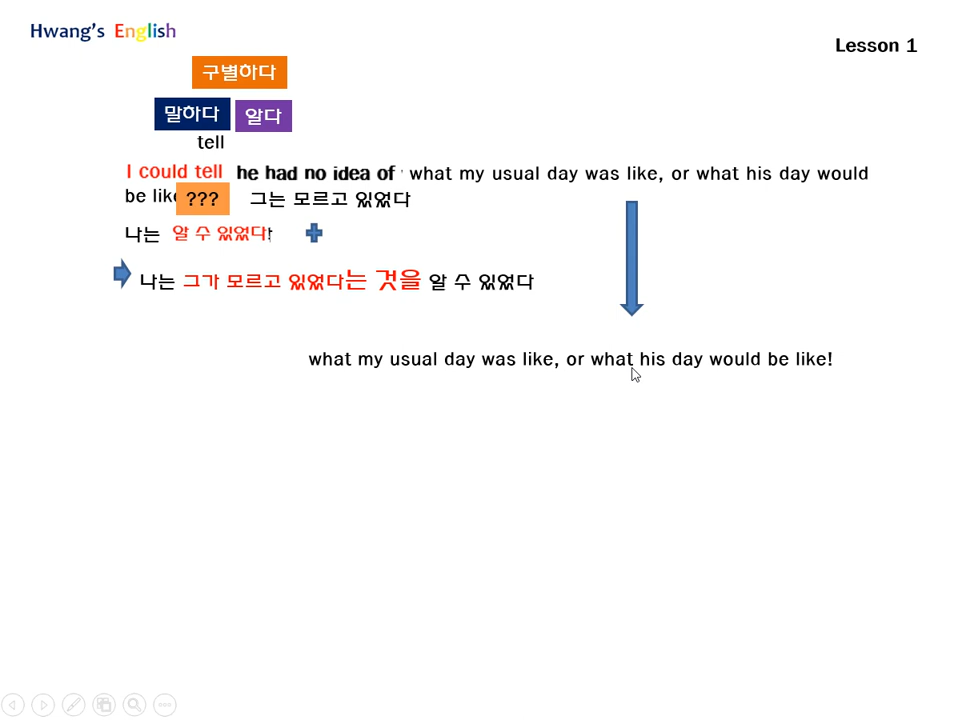 Hwang's English
Lesson 1
구별하다
말하다 알다
tell
I could tell he had no idea of what my usual day was like, or what his day would
be like ??? 그는 모르고 있었다
나는 알 수 있었다!
나는 그가 모르고 있었다는 것을 알 수 있었다
what my usual day was like, or what his day would be like!